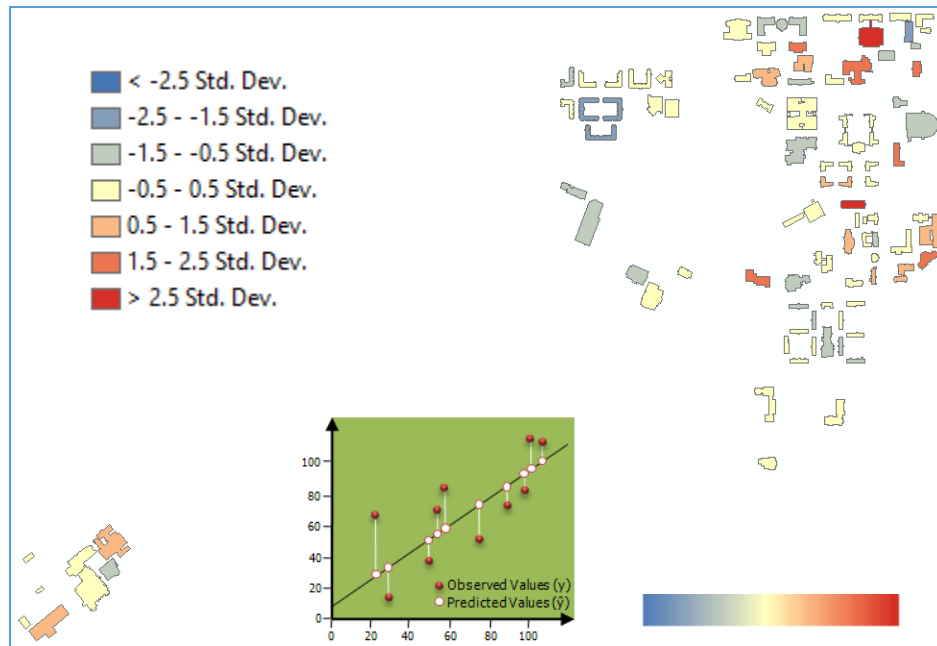 < -2.5 Std. Dev.
-2.5 - -1.5 Std. Dev.
-1.5 - -0.5 Std. Dev.
-0.5 - 0.5 Std. Dev.
0.5 - 1.5 Std. Dev.
1.5 - 2.5 Std. Dev.
> 2.5 Std. Dev.
100
80
60
40
20
0
Observed Values (y)
Predicted Values (ŷ)
0 20 40 60 80 100